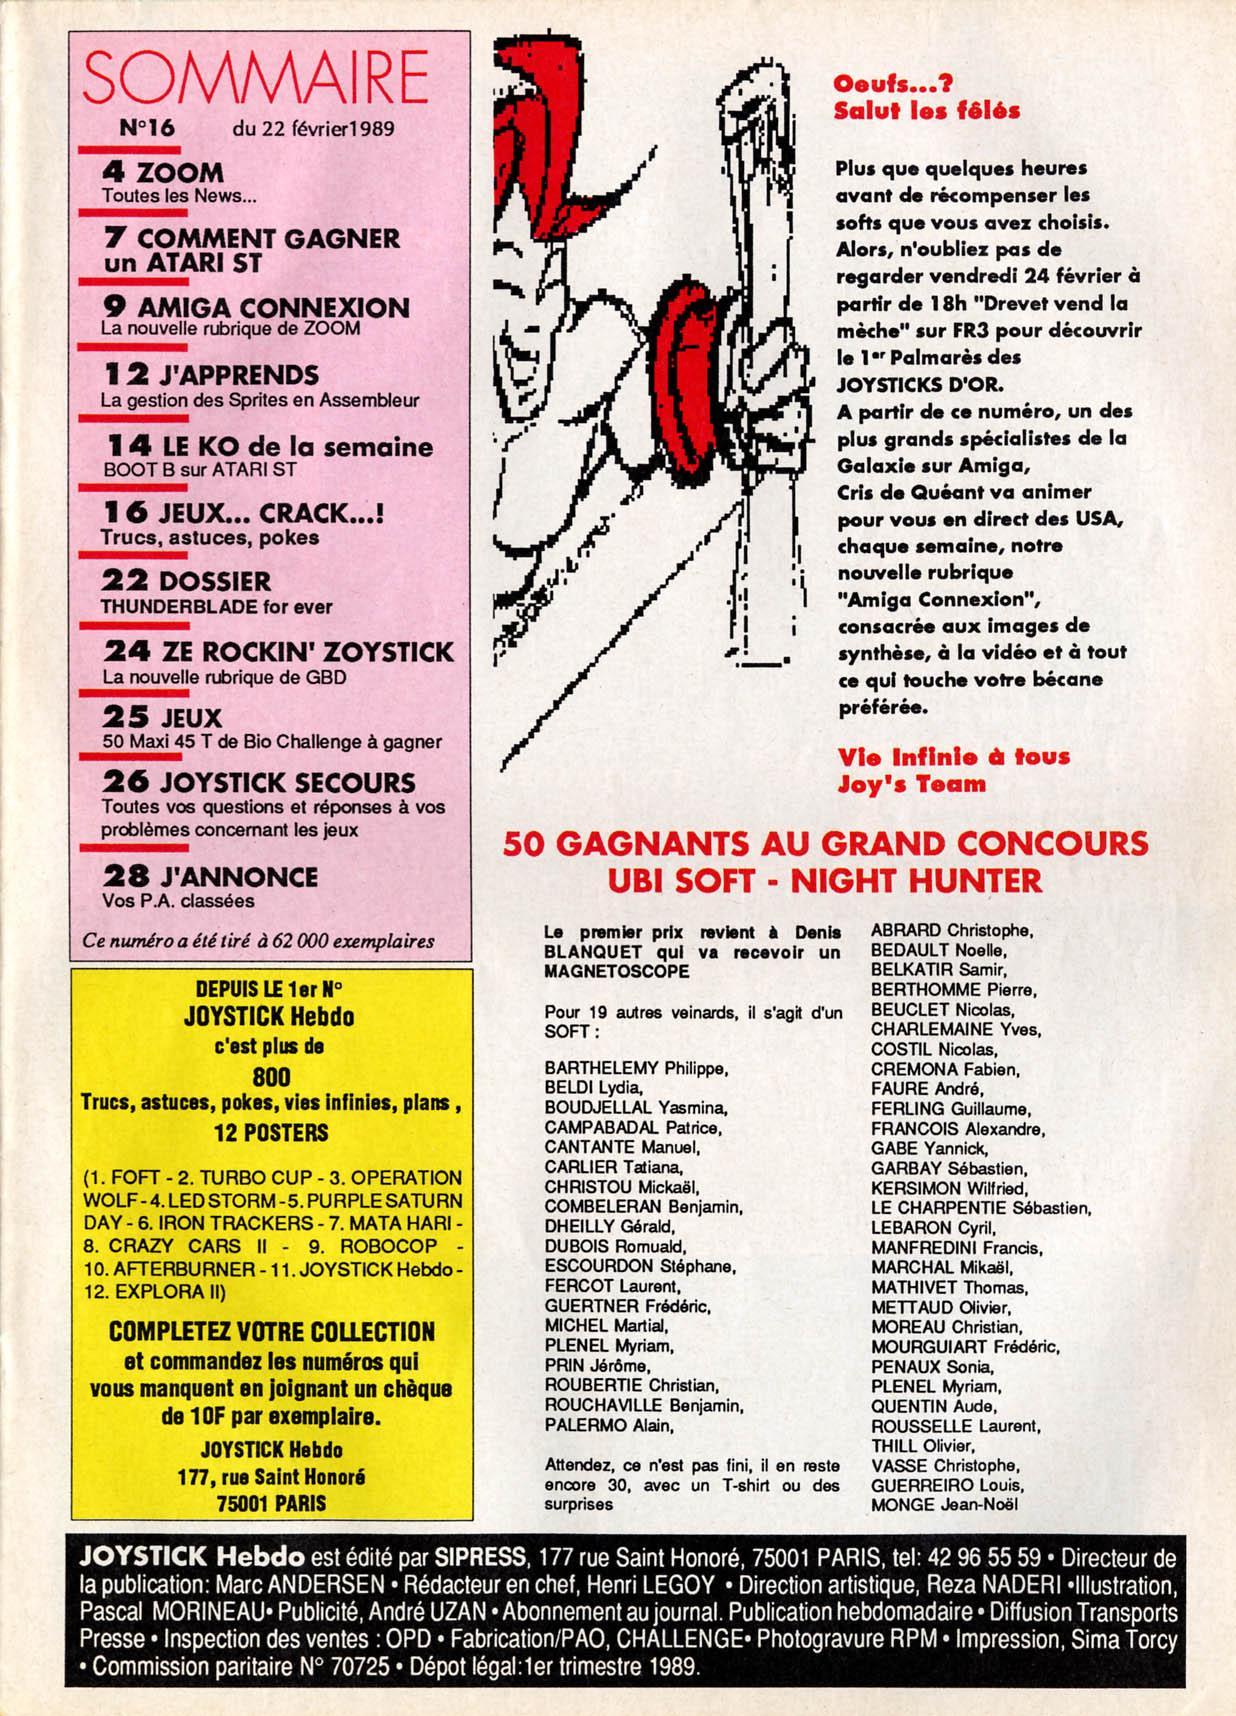 SOMMAIRE
N°16 du 22 février1989
4 ZOOM
Toutes les News...
7 COMMENT GAGNER
un ATARI ST
9 AMIGA CONNEXION
La nouvelle rubrique de ZOOM
12 J'APPRENDS
La gestion des Sprites en Assembleur
14 LE KO de la semaine
BOOT B sur ATARI ST
16 JEUX... CRACK...!
Trucs, astuces, pokes
22 DOSSIER
THUNDERBLADE for ever
24 ZE ROCKIN' ZOYSTICK
La nouvelle rubrique de GBD
25 JEUX
50 Maxi 45 T de Bio Challenge à gagner
26 JOYSTICK SECOURS
Toutes vos questions et réponses à vos
problèmes concernant les jeux
28 J'ANNONCE
Vos P.A. classées
Ce numéro a été tiré à 62 000 exemplaires
DEPUIS LE 1er N°
JOYSTICK Hebdo
c'est plus de
800
Trucs, astuces, pokes, vies infinies, plans ,
12 POSTERS
(1. FOFT - 2. TURBO CUP - 3. OPERATION
WOLF - 4. LED STORM - 5. PURPLE SATURN
DAY - 6. IRON TRACKERS - 7. MATA HARI -
8. CRAZY CARS II - 9. ROBOCOP -
10. AFTERBURNER - 11. JOYSTICK Hebdo -
12. EXPLORA II)
COMPLETEZ VOTRE COLLECTION
et commandez les numéros qui
vous manquent en joignant un chèque
de 10F par exemplaire.
JOYSTICK Hebdo
177, rue Saint Honoré
75001 PARIS
Oeufs...?
Salut les fêlés
Plus que quelques heures
avant de récompenser les
softs que vous avez choisis.
Alors, n'oubliez pas de
regarder vendredi 24 février à
partir de 18h "Drevet vend la
mèche" sur FR3 pour découvrir
le 1er Palmarès des
JOYSTICKS D'OR.
A partir de ce numéro, un des
plus grands spécialistes de la
Galaxie sur Amiga,
Cris de Quéant va animer
pour vous en direct des USA,
chaque semaine, notre
nouvelle rubrique
"Amiga Connexion",
consacrée aux images de
synthèse, à la vidéo et à tout
ce qui touche votre bécane
préférée.
Vie Infinie à tous
Joy's Team
50 GAGNANTS AU GRAND CONCOURS
UBI SOFT - NIGHT HUNTER
Le premier prix revient à Denis
BLANQUET qui va recevoir un
MAGNETOSCOPE
Pour 19 autres veinards, il s'agit d'un
SOFT :
BARTHELEMY Philippe,
BELDI Lydia,
BOUDJELLAL Yasmina,
CAMPABADAL Patrice,
CANTANTE Manuel,
CARLIER Tatiana,
CHRISTOU Mickaël,
COMBELERAN Benjamin,
DHEILLY Gérald,
DUBOIS Romuald,
ESCOURDON Stéphane,
FERCOT Laurent,
GUERTNER Frédéric,
MICHEL Martial,
PLENEL Myriam,
PRIN Jérôme,
ROUBERTIE Christian,
ROUCHAVILLE Benjamin,
PALERMO Alain,
Attendez, ce n'est pas fini, il en reste
encore 30, avec un T-shirt ou des
surprises
ABRARD Christophe,
BEDAULT Noelle,
BELKATIR Samir,
BERTHOMME Pierre,
BEUCLET Nicolas,
CHARLEMAINE Yves,
COSTIL Nicolas,
CREMONA Fabien,
FAURE André,
FERLING Guillaume,
FRANCOIS Alexandre,
GABE Yannick,
GARBAY Sébastien,
KERSIMON Wilfried,
LE CHARPENTIE Sébastien,
LEBARON Cyril,
MANFREDINI Francis,
MARCHAL Mikaël,
MATHIVET Thomas,
METTAUD Olivier,
MOREAU Christian,
MOURGUIART Frédéric,
PENAUX Sonia,
PLENEL Myriam,
QUENTIN Aude,
ROUSSELLE Laurent,
THILL Olivier,
VASSE Christophe,
GUERREIRO Louis,
MONGE Jean-Noël
JOYSTICK Hebdo est édité par SIPRESS, 177 rue Saint Honoré, 75001 PARIS, tel: 42 96 55 59 • Directeur de
la publication: Marc ANDERSEN • Rédacteur en chef, Henri LEGOY • Direction artistique, Reza NADERI •Illustration,
Pascal MORINEAU• Publicité, André UZAN • Abonnement au journal. Publication hebdomadaire • Diffusion Transports
Presse • Inspection des ventes : OPD • Fabrication/PAO, CHALLENGE• Photogravure RPM • Impression, Sima Torcy
• Commission paritaire N° 70725 • Dépot légal:1er trimestre 1989.